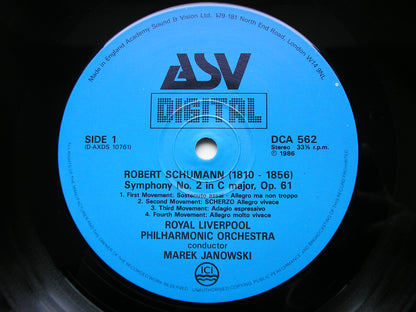 Made in England Academy Sound & Vision Ltd. 179-181 North End Road, London W14 9NL.
ASV
DIGITAL
SIDE 1
(D-AXDS 10761)
DCA 562
Stereo 33⅓ r.p.m.
℗ 1986
ROBERT SCHUMANN (1810 - 1856)
Symphony No. 2 in C major, Op. 61
1. First Movement: Sostenuto assai - Allegro ma non troppo
2. Second Movement: SCHERZO Allegro vivace
3. Third Movement: Adagio espressivo
4. Fourth Movement: Allegro molto vivace
ROYAL LIVERPOOL
PHILHARMONIC ORCHESTRA
conductor
MAREK JANOWSKI
ICI